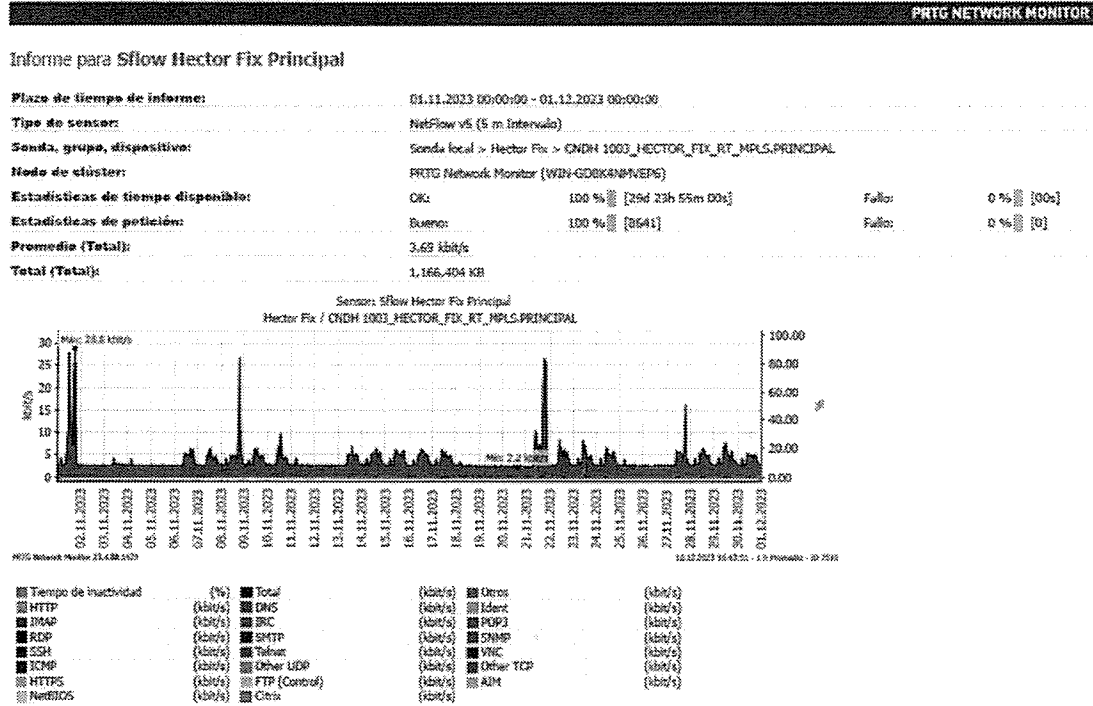 PRTG NETWORK MONITOR
Informe para Sflow Hector Fix Principal
Plazo de tiempo de informe: 01.11.2023 00:00:00 - 01.12.2023 00:00:00
Tipo de sensor: NetFlow v5 (5 m Intervalo)
Sonda, grupo, dispositivo: Sonda local > Hector Fix > CNDH 1003_HECTOR_FIX_RT_MPLS.PRINCIPAL
Nodo de clúster: PRTG Network Monitor
Estadísticas de tiempo disponible: OK: 100 % [29d 23h 55m 00s] Fallo: 0 % [00s]
Estadísticas de petición: Bueno: 100 % [8641] Fallo: 0 % [0]
Promedio (Total): 3.69 kbit/s
Total (Total): 1,166,404 KB
Sensor: Sflow Hector Fix Principal
Hector Fix / CNDH 1003_HECTOR_FIX_RT_MPLS.PRINCIPAL
Máx: 28.8 kbit/s
30 25 20 15 10 5 0
kbit/s
100.00 80.00 60.00 40.00 20.00 0.00
%
Mín: 2.2 kbit/s
02.11.2023 03.11.2023 04.11.2023 05.11.2023 06.11.2023 07.11.2023 08.11.2023 09.11.2023 10.11.2023 11.11.2023 12.11.2023 13.11.2023 14.11.2023 15.11.2023 16.11.2023 17.11.2023 18.11.2023 19.11.2023 20.11.2023 21.11.2023 22.11.2023 23.11.2023 24.11.2023 25.11.2023 26.11.2023 27.11.2023 28.11.2023 29.11.2023 30.11.2023 01.12.2023
PRTG Network Monitor
Tiempo de inactividad (%) Total (kbit/s) Otros (kbit/s)
HTTP (kbit/s) DNS (kbit/s) Ident (kbit/s)
IMAP (kbit/s) IRC (kbit/s) POP3 (kbit/s)
RDP (kbit/s) SMTP (kbit/s) SNMP (kbit/s)
SSH (kbit/s) Telnet (kbit/s) VNC (kbit/s)
ICMP (kbit/s) Other UDP (kbit/s) Other TCP (kbit/s)
HTTPS (kbit/s) FTP (Control) (kbit/s) AIM (kbit/s)
NetBIOS (kbit/s) Citrix (kbit/s)